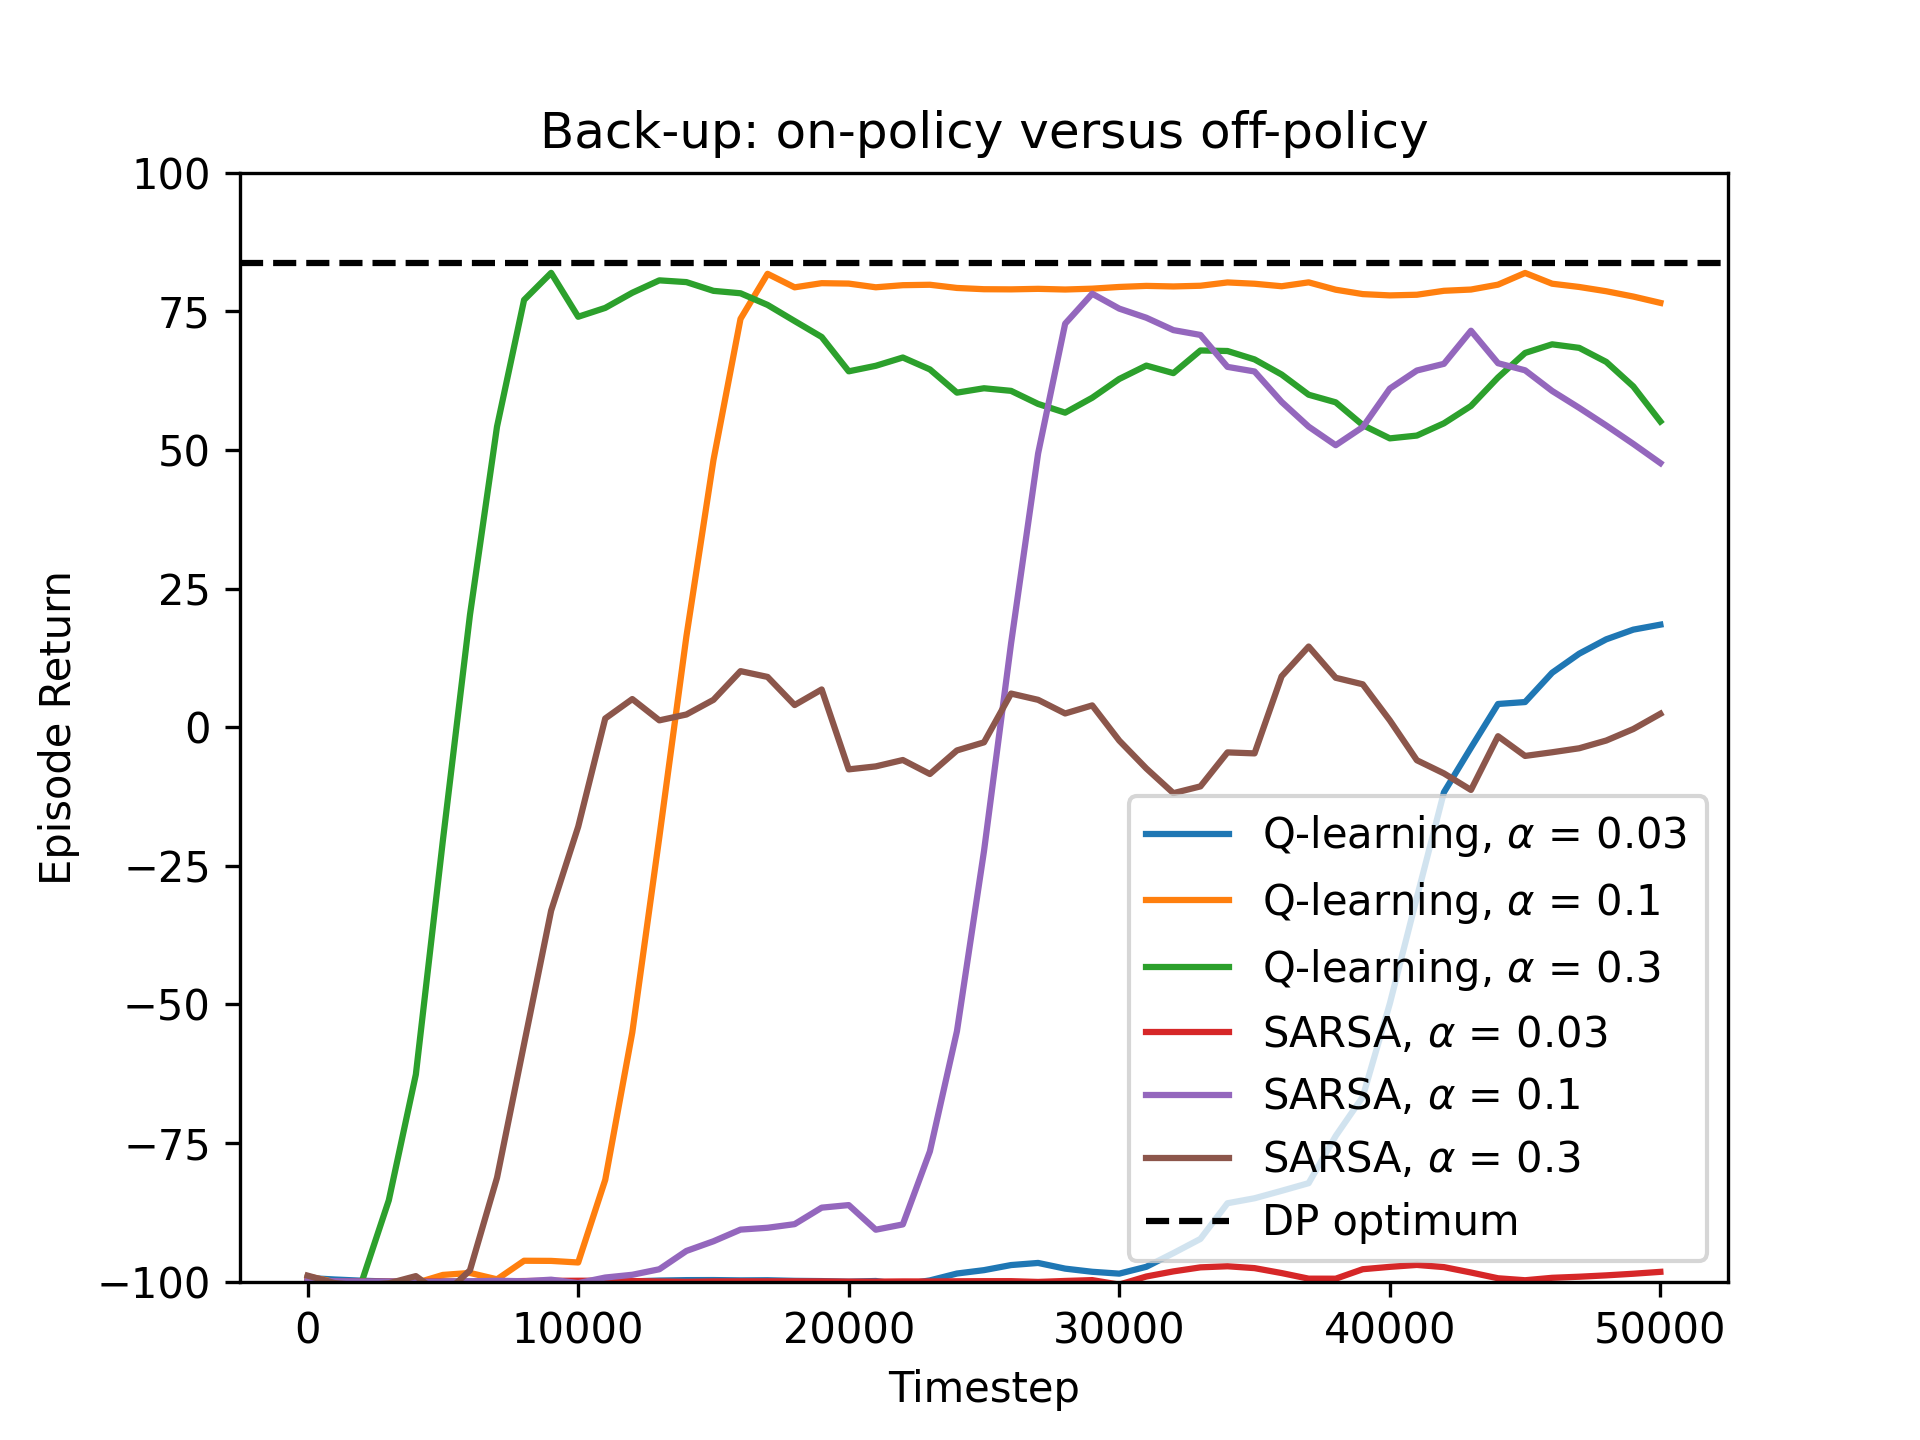 Back-up: on-policy versus off-policy
100
75
50
25
0
−25
−50
−75
−100
Episode Return
Q-learning, α = 0.03
Q-learning, α = 0.1
Q-learning, α = 0.3
SARSA, α = 0.03
SARSA, α = 0.1
SARSA, α = 0.3
DP optimum
0 10000 20000 30000 40000 50000
Timestep